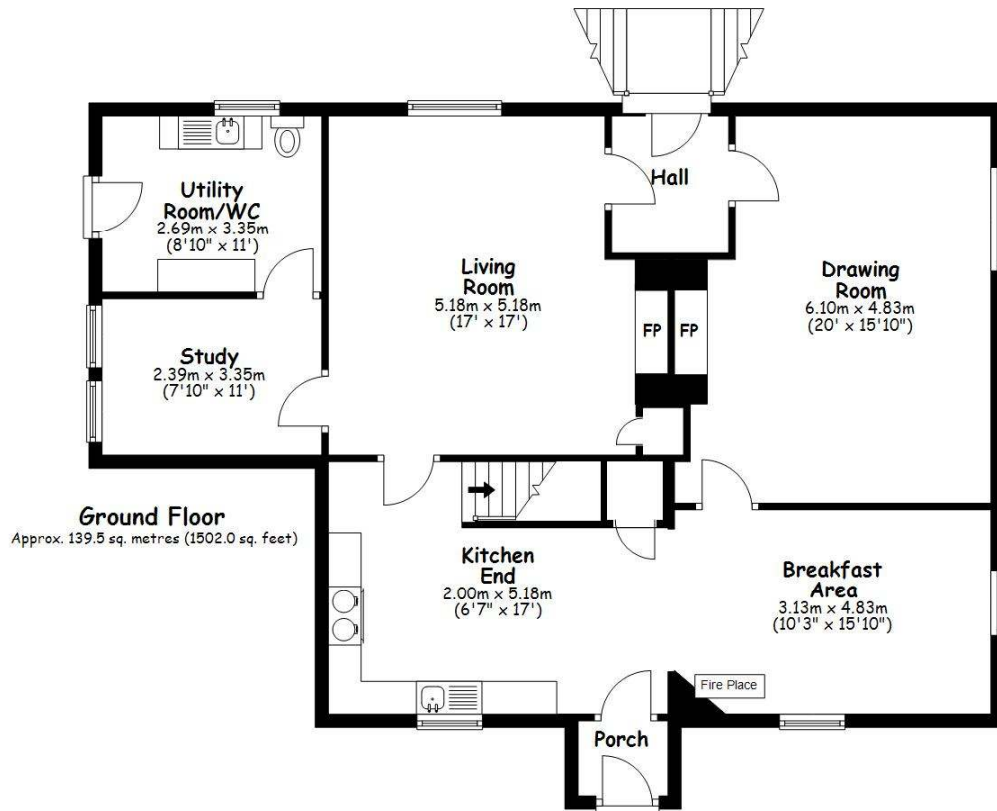 Hall
Utility
Room/WC
2.69m x 3.35m
(8'10" x 11')
Living
Room
5.18m x 5.18m
(17' x 17')
Drawing
Room
6.10m x 4.83m
(20' x 15'10")
FP
FP
Study
2.39m x 3.35m
(7'10" x 11')
Ground Floor
Approx. 139.5 sq. metres (1502.0 sq. feet)
Kitchen
End
2.00m x 5.18m
(6'7" x 17')
Breakfast
Area
3.13m x 4.83m
(10'3" x 15'10")
Fire Place
Porch